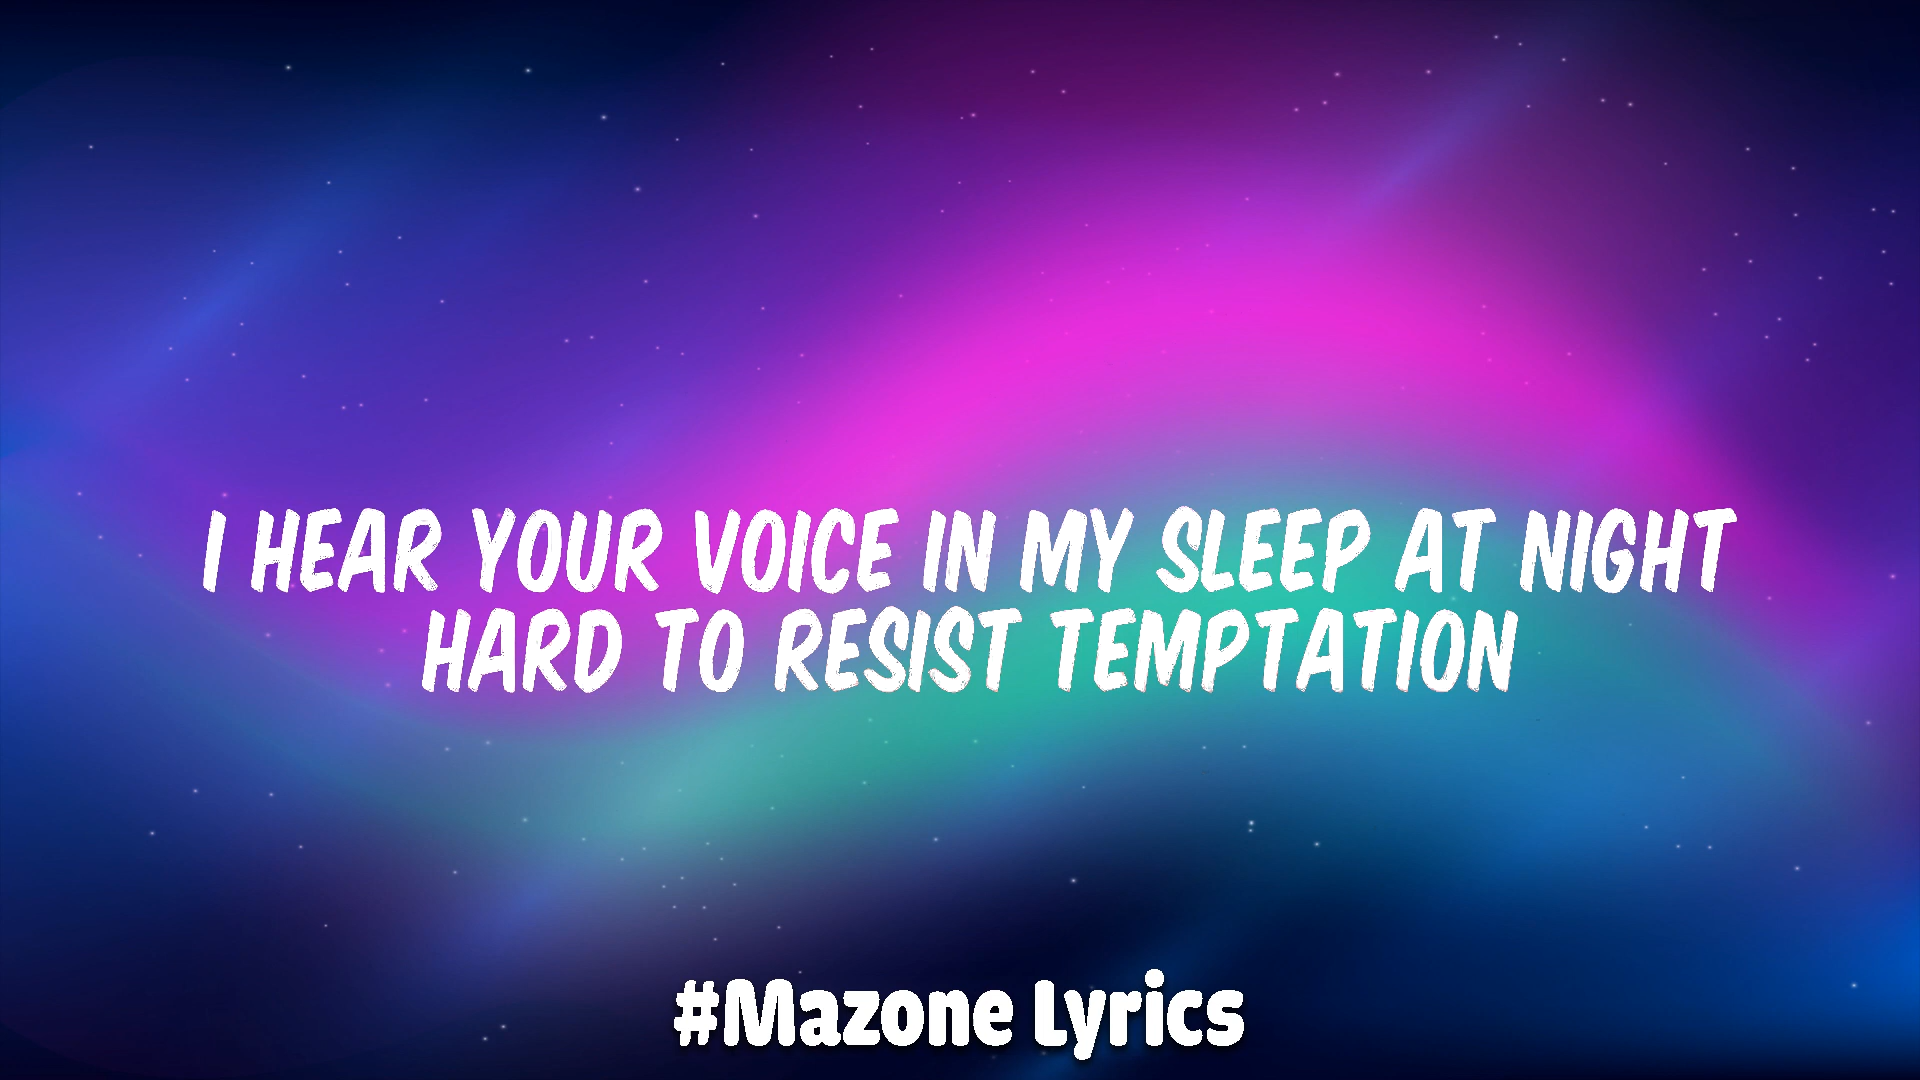 I HEAR YOUR VOICE IN MY SLEEP AT NIGHT
HARD TO RESIST TEMPTATION
#Mazone Lyrics